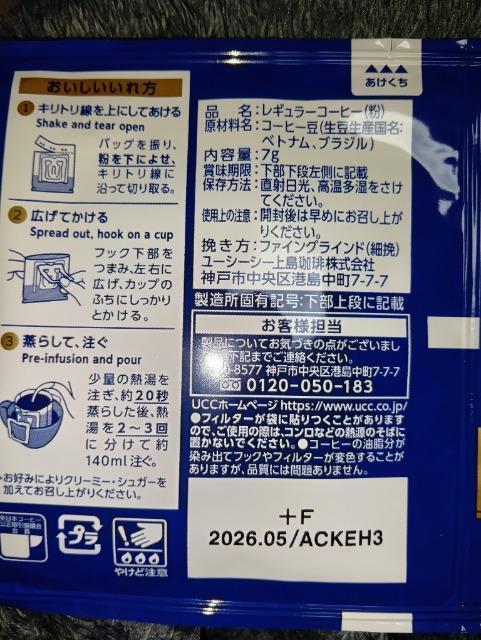 あけくち
おいしいいれ方
1 キリトリ線を上にしてあける
Shake and tear open
バッグを振り、
粉を下によせ、
キリトリ線に
沿って切り取る。
2 広げてかける
Spread out, hook on a cup
フック下部を
つまみ、左右に
広げ、カップの
ふちにしっかり
とかける。
3 蒸らして、注ぐ
Pre-infusion and pour
少量の熱湯を
注ぎ、約20秒
蒸らした後、熱
湯を2〜3回
に分けて約
140ml注ぐ。
お好みによりクリーミー・シュガーを
加えてお召し上がりください。
全日本コーヒー
公正取引協議会
会員
プラ
やけど注意
品名:レギュラーコーヒー(粉)
原材料名:コーヒー豆(生豆生産国名:
ベトナム、ブラジル)
内容量:7g
賞味期限:下部下段左側に記載
保存方法:直射日光、高温多湿をさけ
てください。
使用上の注意:開封後は早めにお召し上が
りください。
挽き方:ファイングラインド(細挽)
ユーシーシー上島珈琲株式会社
神戸市中央区港島中町7-7-7
製造所固有記号:下部上段に記載
お客様担当
製品についてお気づきの点がございまし
下記までご連絡ください。
-8577 神戸市中央区港島中町7-7-7
0120-050-183
UCCホームページ https://www.ucc.co.jp/
●フィルターが袋に貼りつくことがあります
ので、ご使用の際は、コンロなどの熱源のそばに
置かないでください。●コーヒーの油脂分が
染み出てフックやフィルターが変色することが
ありますが、品質には問題ありません。
+F
2026.05/ACKEH3